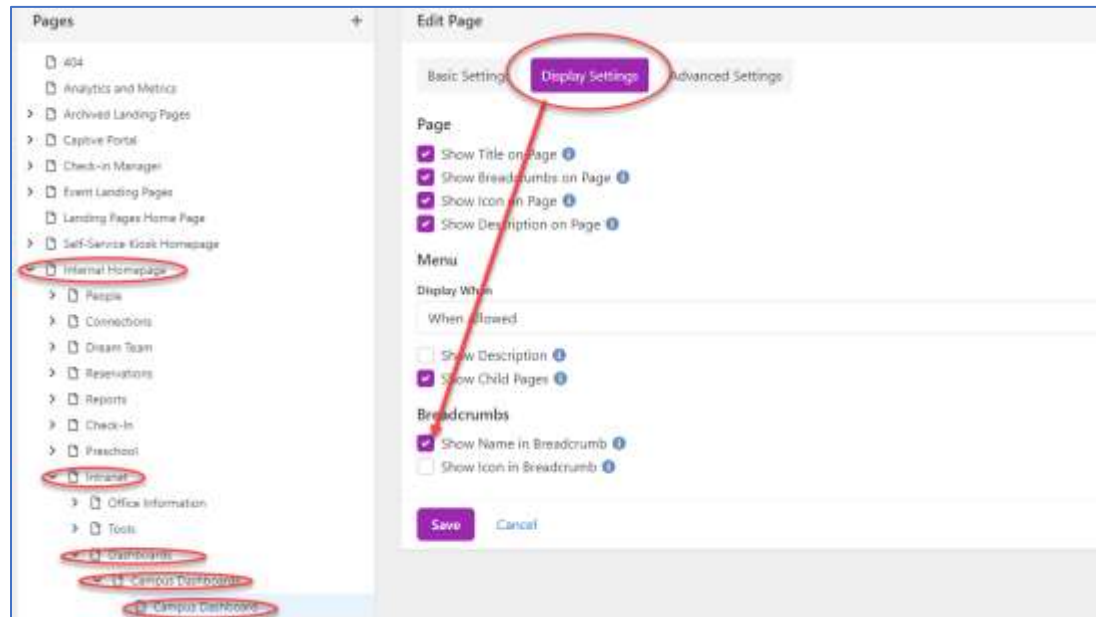 Pages +
404
Analytics and Metrics
Archived Landing Pages
Captive Portal
Check-in Manager
Event Landing Pages
Landing Pages Home Page
Self-Service Kiosk Homepage
Internal Homepage
People
Connections
Dream Team
Reservations
Reports
Check-In
Preschool
Intranet
Office Information
Tools
Dashboards
Campus Dashboards
Campus Dashboard
Edit Page
Basic Settings Display Settings Advanced Settings
Page
Show Title on Page
Show Breadcrumbs on Page
Show Icon on Page
Show Description on Page
Menu
Display When
When Allowed
Show Description
Show Child Pages
Breadcrumbs
Show Name in Breadcrumb
Show Icon in Breadcrumb
Save Cancel